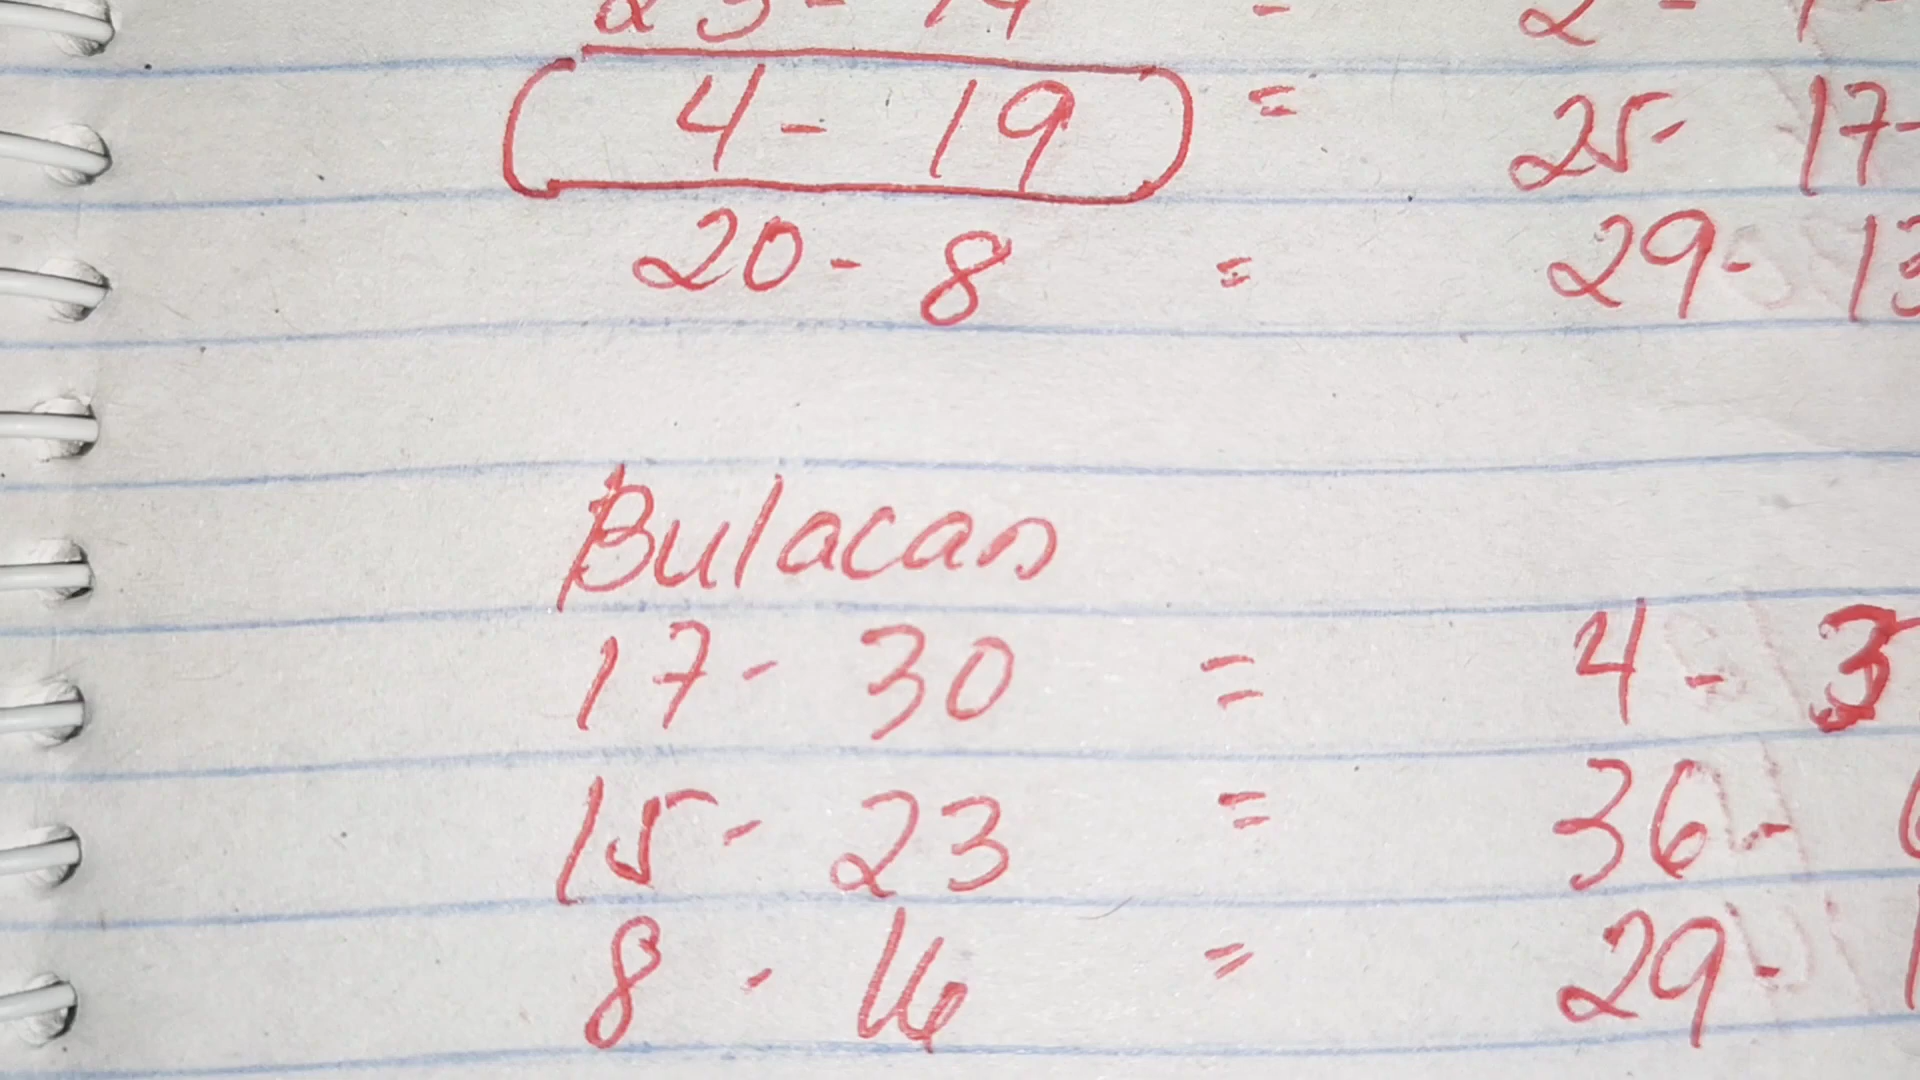 4 - 19 = 25 - 17 -
20 - 8 = 29 - 13
Bulacan
17 - 30 = 4 - 3
15 - 23 = 36 -
8 - 16 = 29 -